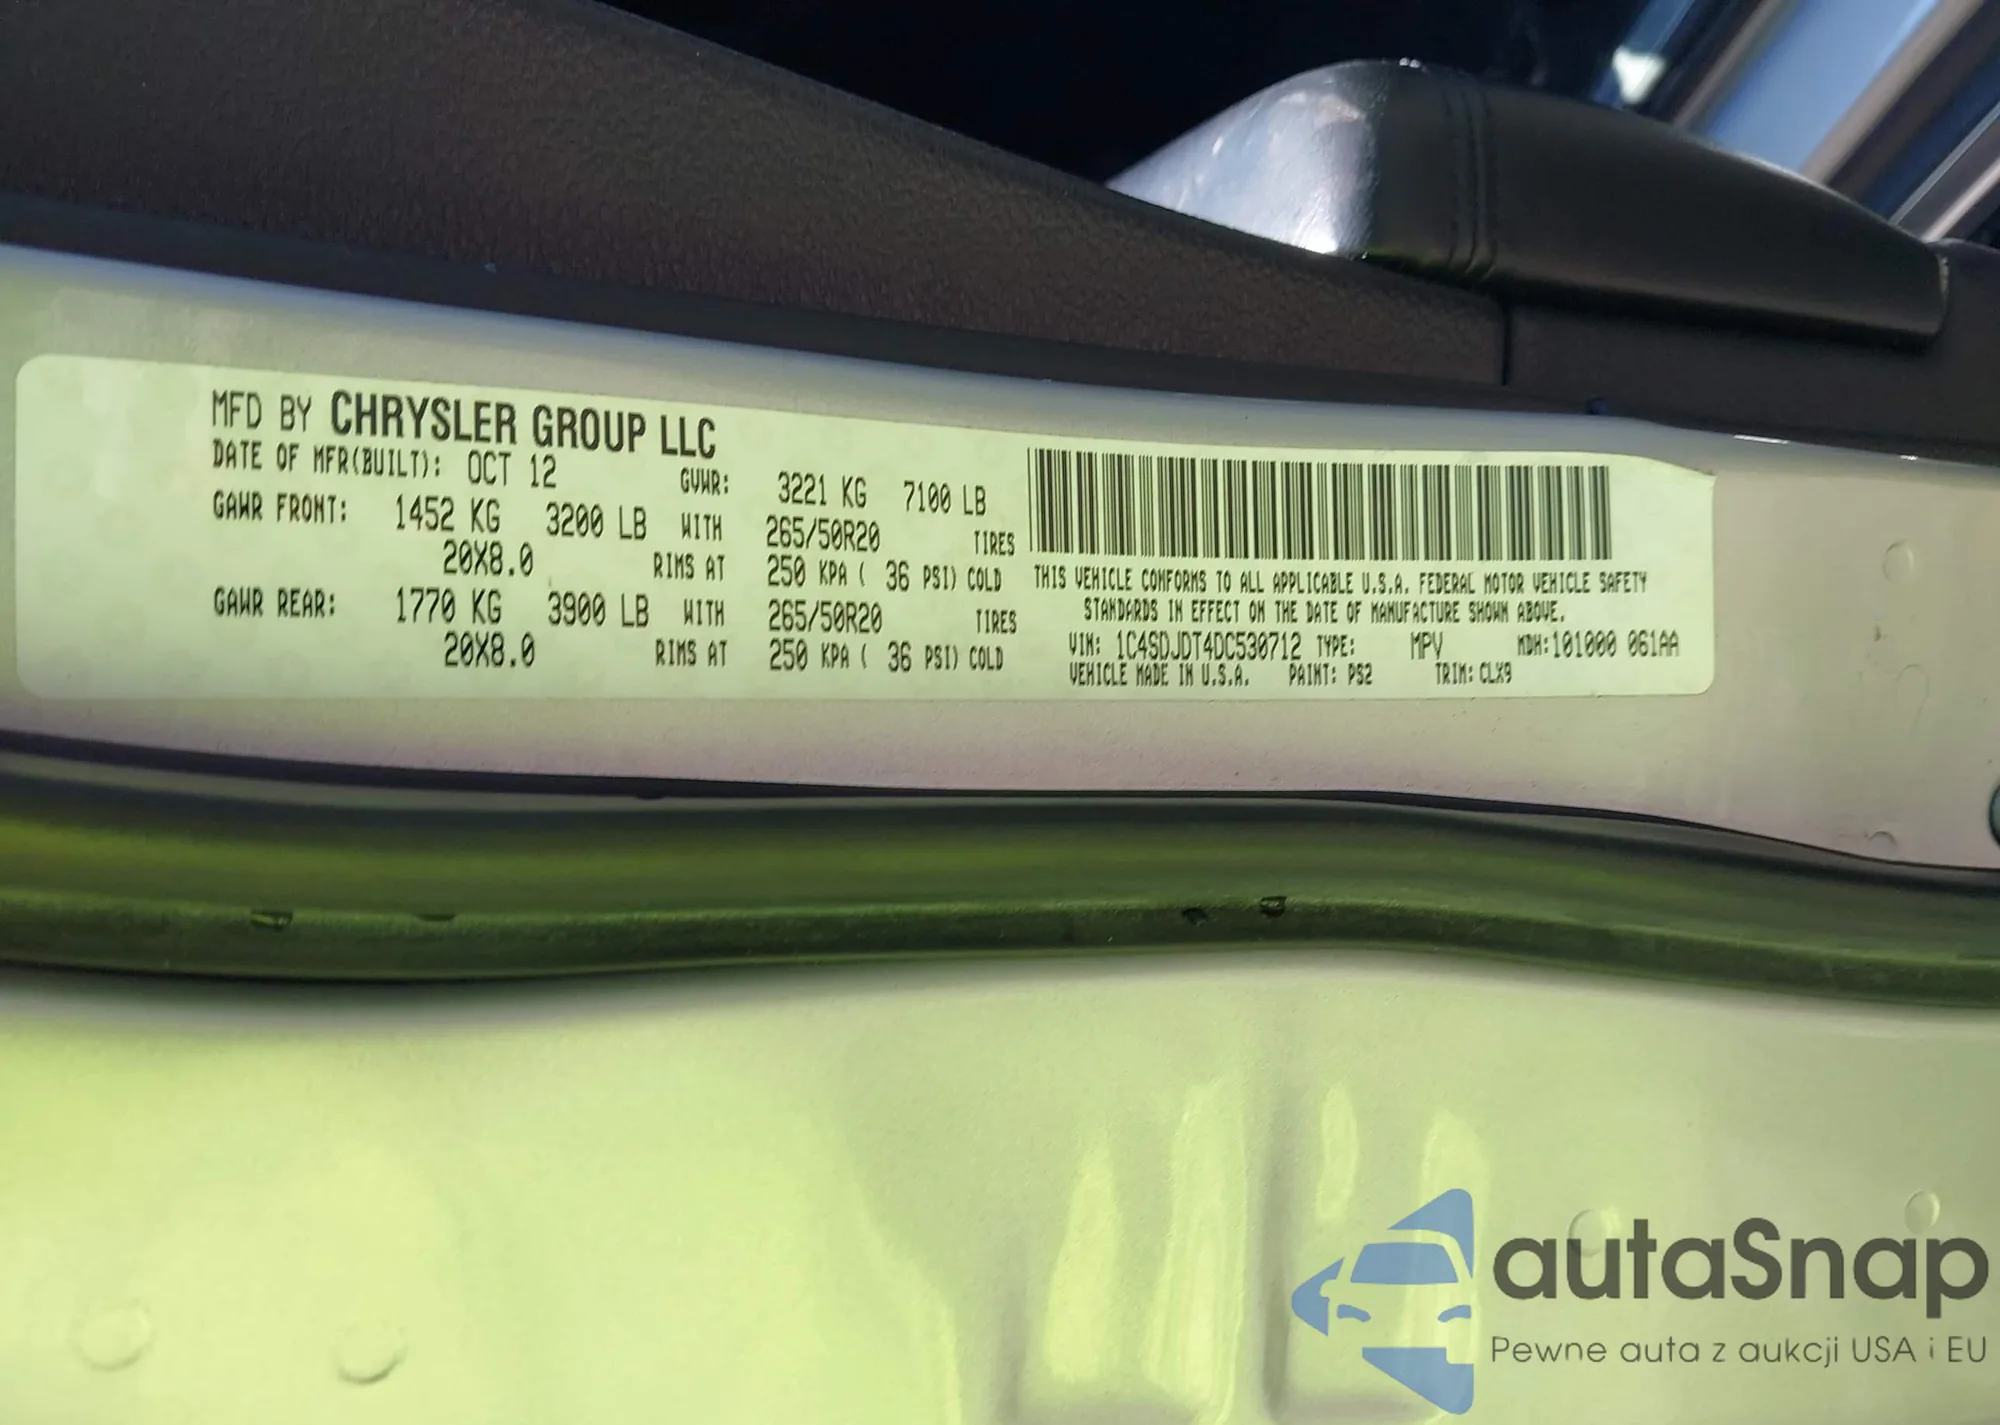 MFD BY CHRYSLER GROUP LLC
DATE OF MFR(BUILT): OCT 12 GVWR: 3221 KG 7100 LB
GAWR FRONT: 1452 KG 3200 LB WITH 265/50R20 TIRES
20X8.0 RIMS AT 250 KPA ( 36 PSI) COLD
GAWR REAR: 1770 KG 3900 LB WITH 265/50R20 TIRES
20X8.0 RIMS AT 250 KPA ( 36 PSI) COLD
THIS VEHICLE CONFORMS TO ALL APPLICABLE U.S.A. FEDERAL MOTOR VEHICLE SAFETY
STANDARDS IN EFFECT ON THE DATE OF MANUFACTURE SHOWN ABOVE.
VIN: 1C4SDJDT4DC530712 TYPE: MPV MDH:101000 061AA
VEHICLE MADE IN U.S.A. PAINT: PS2 TRIM: CLX9
autaSnap
Pewne auta z aukcji USA i EU